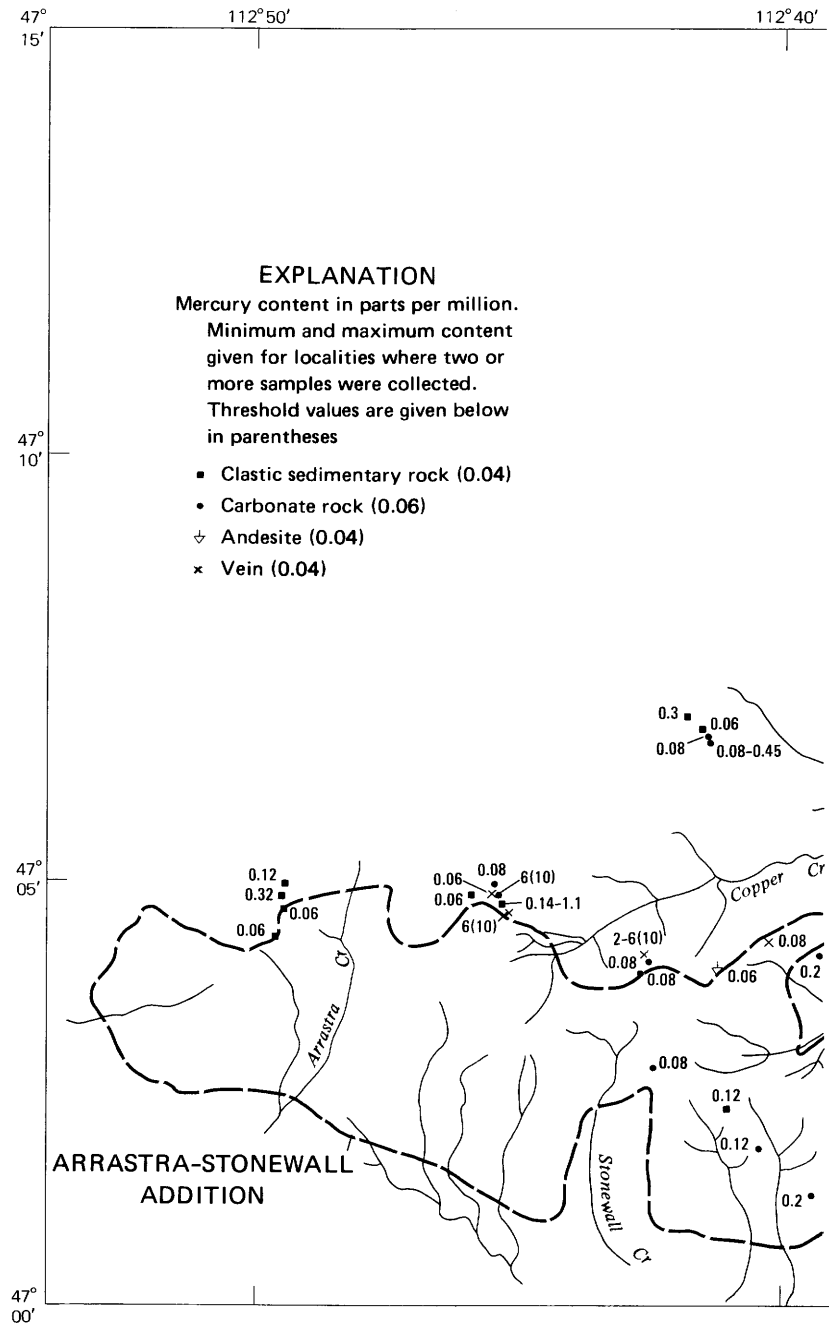 47°
15′
112°50′
112°40′
EXPLANATION
Mercury content in parts per million.
Minimum and maximum content
given for localities where two or
more samples were collected.
Threshold values are given below
in parentheses
47°
10′
Clastic sedimentary rock (0.04)
Carbonate rock (0.06)
Andesite (0.04)
Vein (0.04)
0.3
0.06
0.08
0.08-0.45
47°
05′
0.12
0.32
0.06
0.06
0.08
0.06
6(10)
0.06
0.14-1.1
6(10)
Copper Cr
2-6(10)
0.08
0.08
0.08
0.06
0.2
Arrastra Cr
0.08
0.12
0.12
0.2
ARRASTRA-STONEWALL
ADDITION
Stonewall Cr
47°
00′